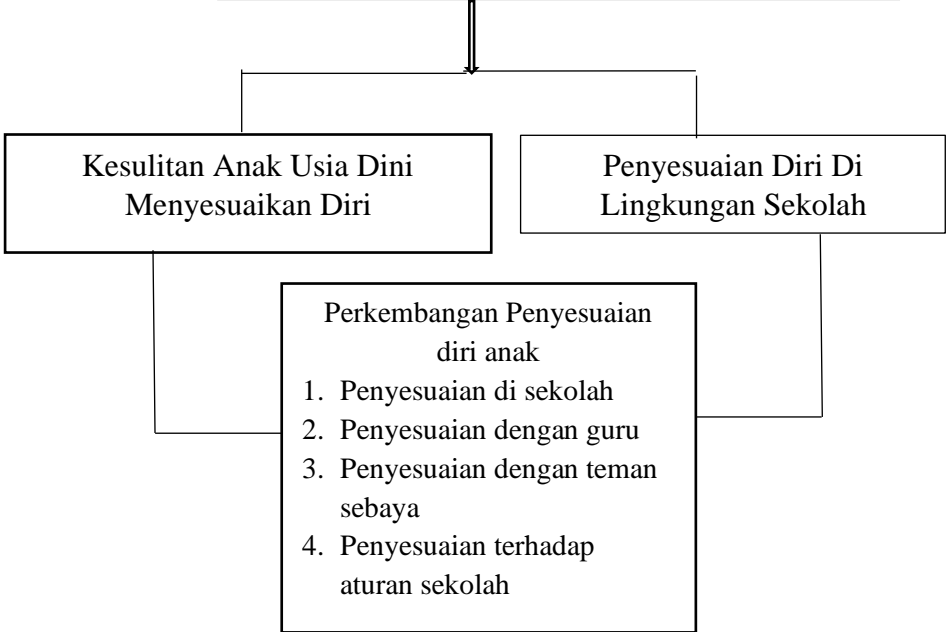 Kesulitan Anak Usia Dini
Menyesuaikan Diri
Penyesuaian Diri Di
Lingkungan Sekolah
Perkembangan Penyesuaian
diri anak
1. Penyesuaian di sekolah
2. Penyesuaian dengan guru
3. Penyesuaian dengan teman
sebaya
4. Penyesuaian terhadap
aturan sekolah